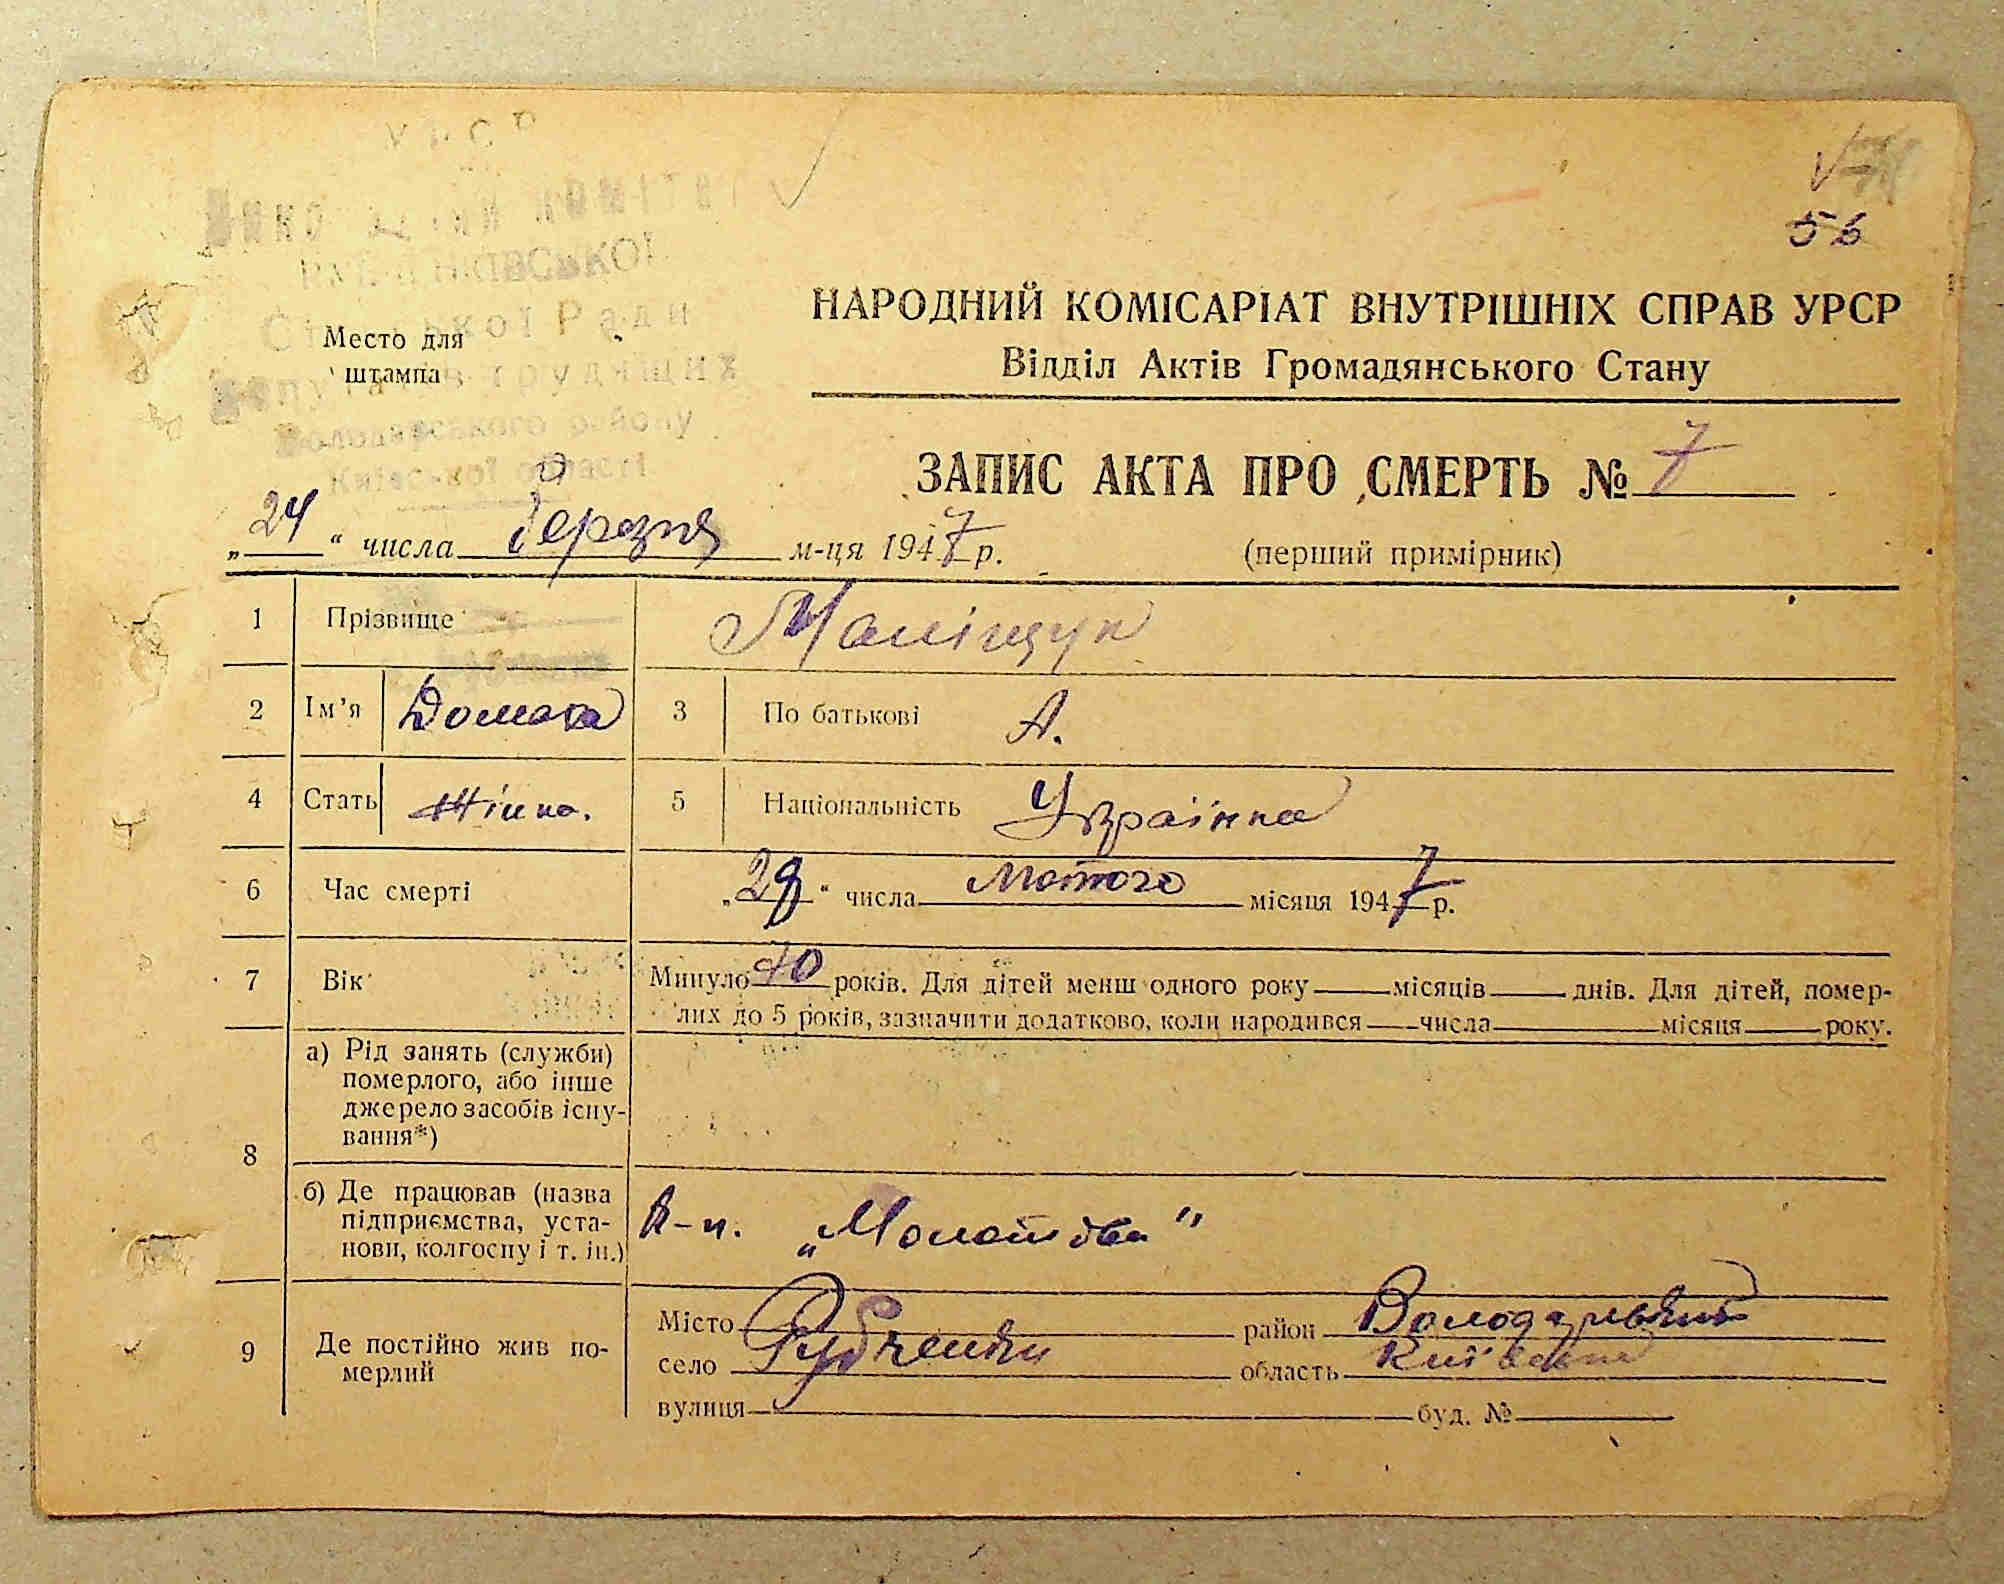 УРСР
КОМІТЕТ
Сільської Ради
депутатів трудящих
Володарського району
Київської області
56
Место для
штампа
НАРОДНИЙ КОМІСАРІАТ ВНУТРІШНІХ СПРАВ УРСР
Відділ Актів Громадянського Стану
ЗАПИС АКТА ПРО СМЕРТЬ № 7
„24“ числа березня м-ця 1947 р. (перший примірник)
1 Прізвище Маліщук
2 Ім’я Домаха 3 По батькові А.
4 Стать Жінка. 5 Національність Українка
6 Час смерті „28“ числа Лютого місяця 1947 р.
7 Вік Минуло 40 років. Для дітей менш одного року — місяців — днів. Для дітей, помер-
лих до 5 років, зазначити додатково, коли народився — числа — місяця — року.
8 а) Рід занять (служби)
померлого, або інше
джерело засобів існу-
вання*)
б) Де працював (назва
підприємства, уста-
нови, колгоспу і т. ін.)
К-п. „Молотова"
9 Де постійно жив по-
мерлий
Місто район Володарський
село Рубченки область Київська
вулиця буд. №